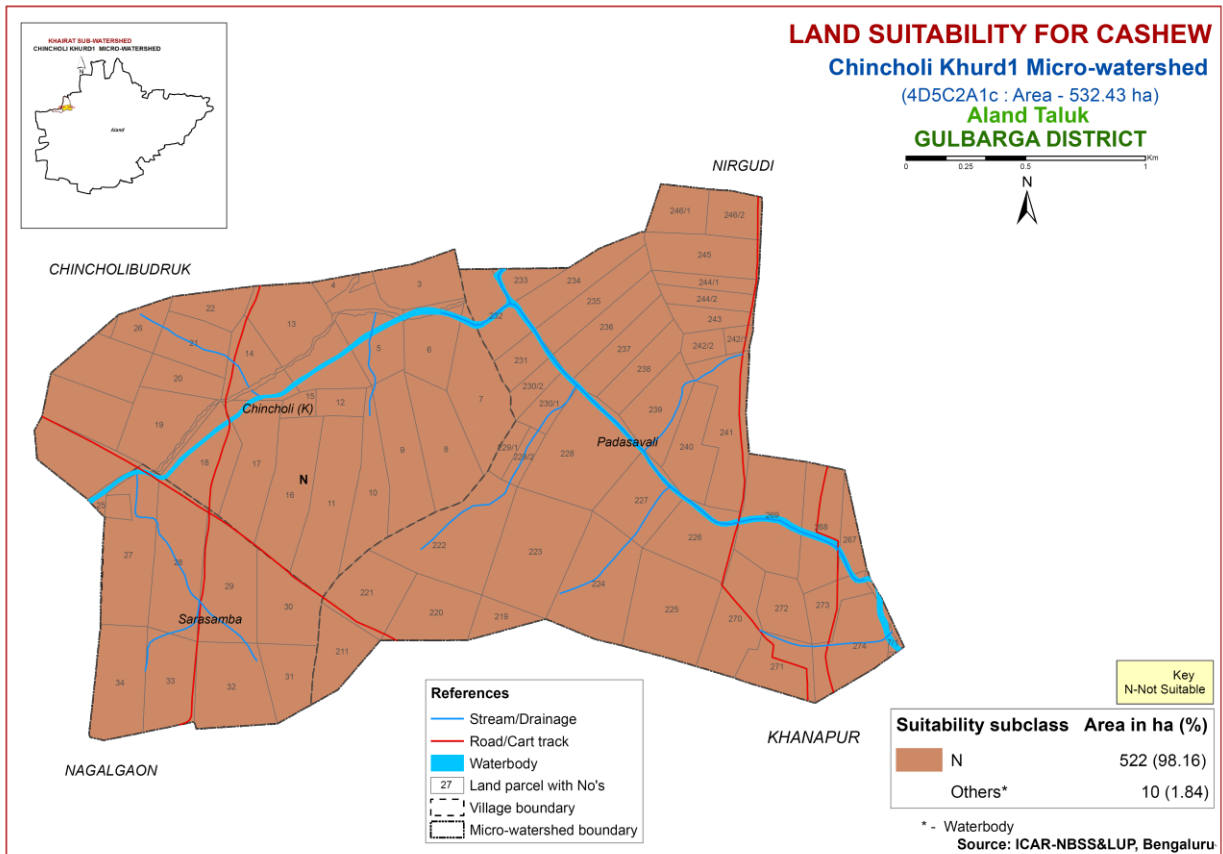 KHAIRAT SUB-WATERSHED
CHINCHOLI KHURD1 MICRO-WATERSHED
N
Aland
LAND SUITABILITY FOR CASHEW
Chincholi Khurd1 Micro-watershed
(4D5C2A1c : Area - 532.43 ha)
Aland Taluk
GULBARGA DISTRICT
0 0.25 0.5 1 Km
N
NIRGUDI
CHINCHOLIBUDRUK
246/1 246/2
245
244/1
244/2
243
242/2
233 234
235
236
237
238
239
240
241
232
231
230/2
230/1
229/1
229/2
228
227
226
3
4
13
22
26
21
14
20
19
5
6
7
15
12
Chincholi (K)
Padasavali
18
17
N
16
11
10
9
8
25
27
28
29
30
Sarasamba
34
33
32
31
211
221
220
219
222
223
224
225
269
268
267
270
272
273
271
274
KHANAPUR
NAGALGAON
References
Stream/Drainage
Road/Cart track
Waterbody
27 Land parcel with No's
Village boundary
Micro-watershed boundary
Key
N-Not Suitable
Suitability subclass Area in ha (%)
N 522 (98.16)
Others* 10 (1.84)
* - Waterbody
Source: ICAR-NBSS&LUP, Bengaluru